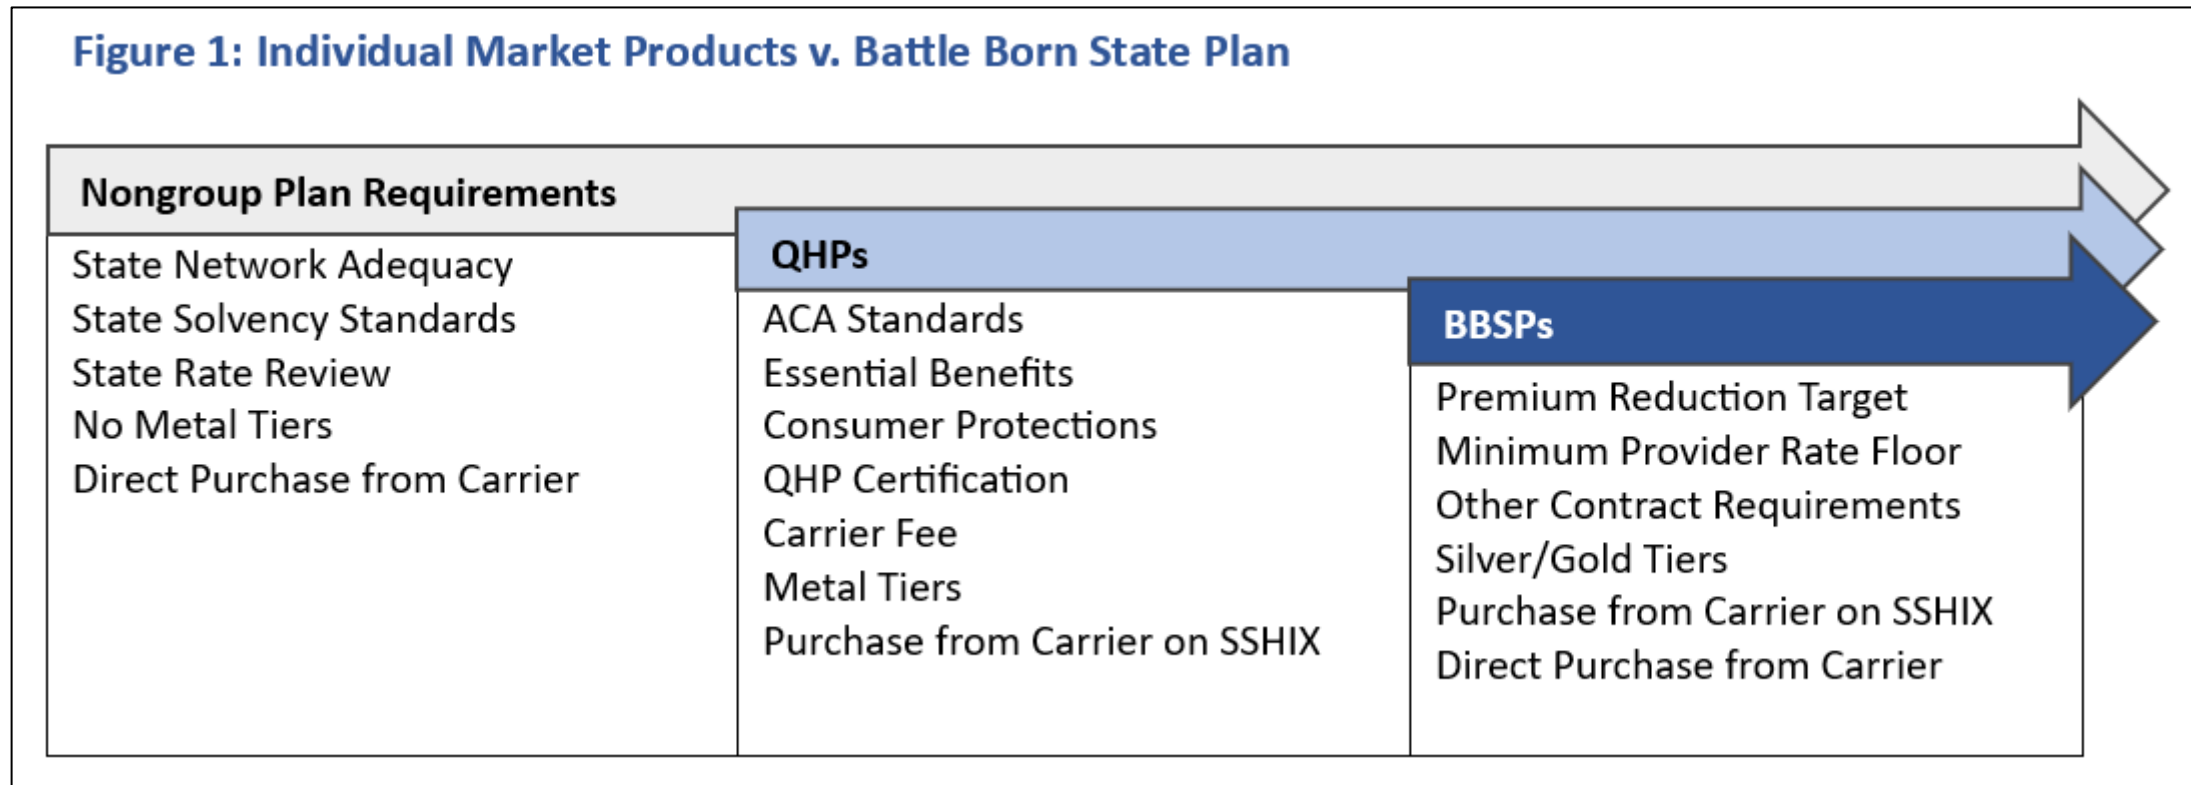 Figure 1: Individual Market Products v. Battle Born State Plan
Nongroup Plan Requirements
State Network Adequacy
State Solvency Standards
State Rate Review
No Metal Tiers
Direct Purchase from Carrier
QHPs
ACA Standards
Essential Benefits
Consumer Protections
QHP Certification
Carrier Fee
Metal Tiers
Purchase from Carrier on SSHIX
BBSPs
Premium Reduction Target
Minimum Provider Rate Floor
Other Contract Requirements
Silver/Gold Tiers
Purchase from Carrier on SSHIX
Direct Purchase from Carrier